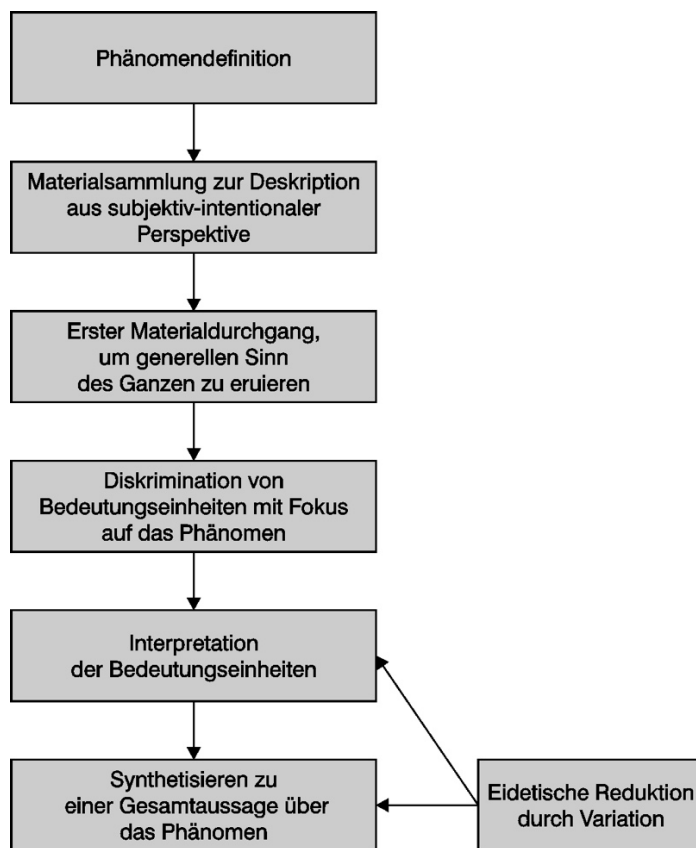 Phänomendefinition
Materialsammlung zur Deskription
aus subjektiv-intentionaler
Perspektive
Erster Materialdurchgang,
um generellen Sinn
des Ganzen zu eruieren
Diskrimination von
Bedeutungseinheiten mit Fokus
auf das Phänomen
Interpretation
der Bedeutungseinheiten
Synthetisieren zu
einer Gesamtaussage über
das Phänomen
Eidetische Reduktion
durch Variation